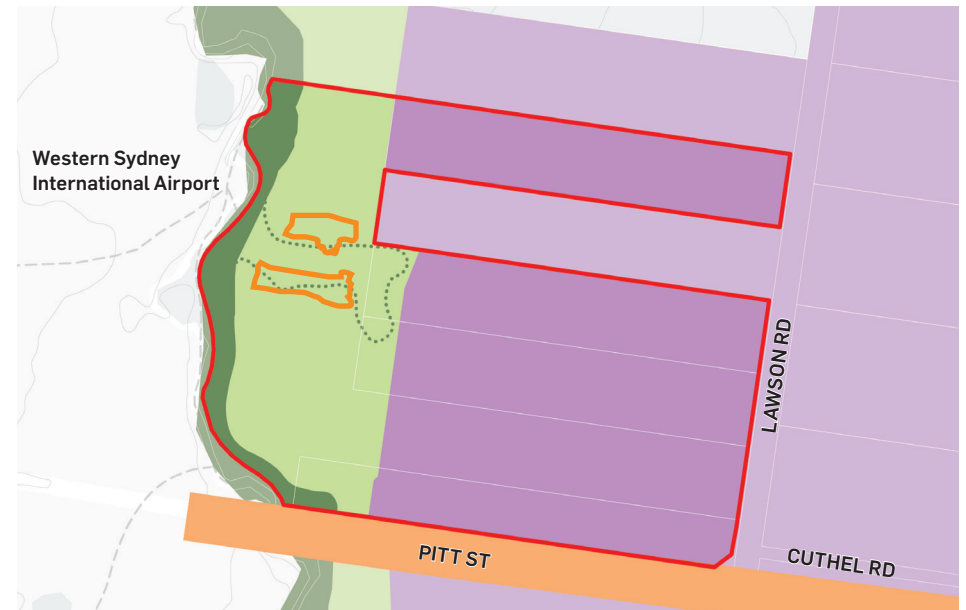 Western Sydney
International Airport
LAWSON RD
PITT ST
CUTHEL RD